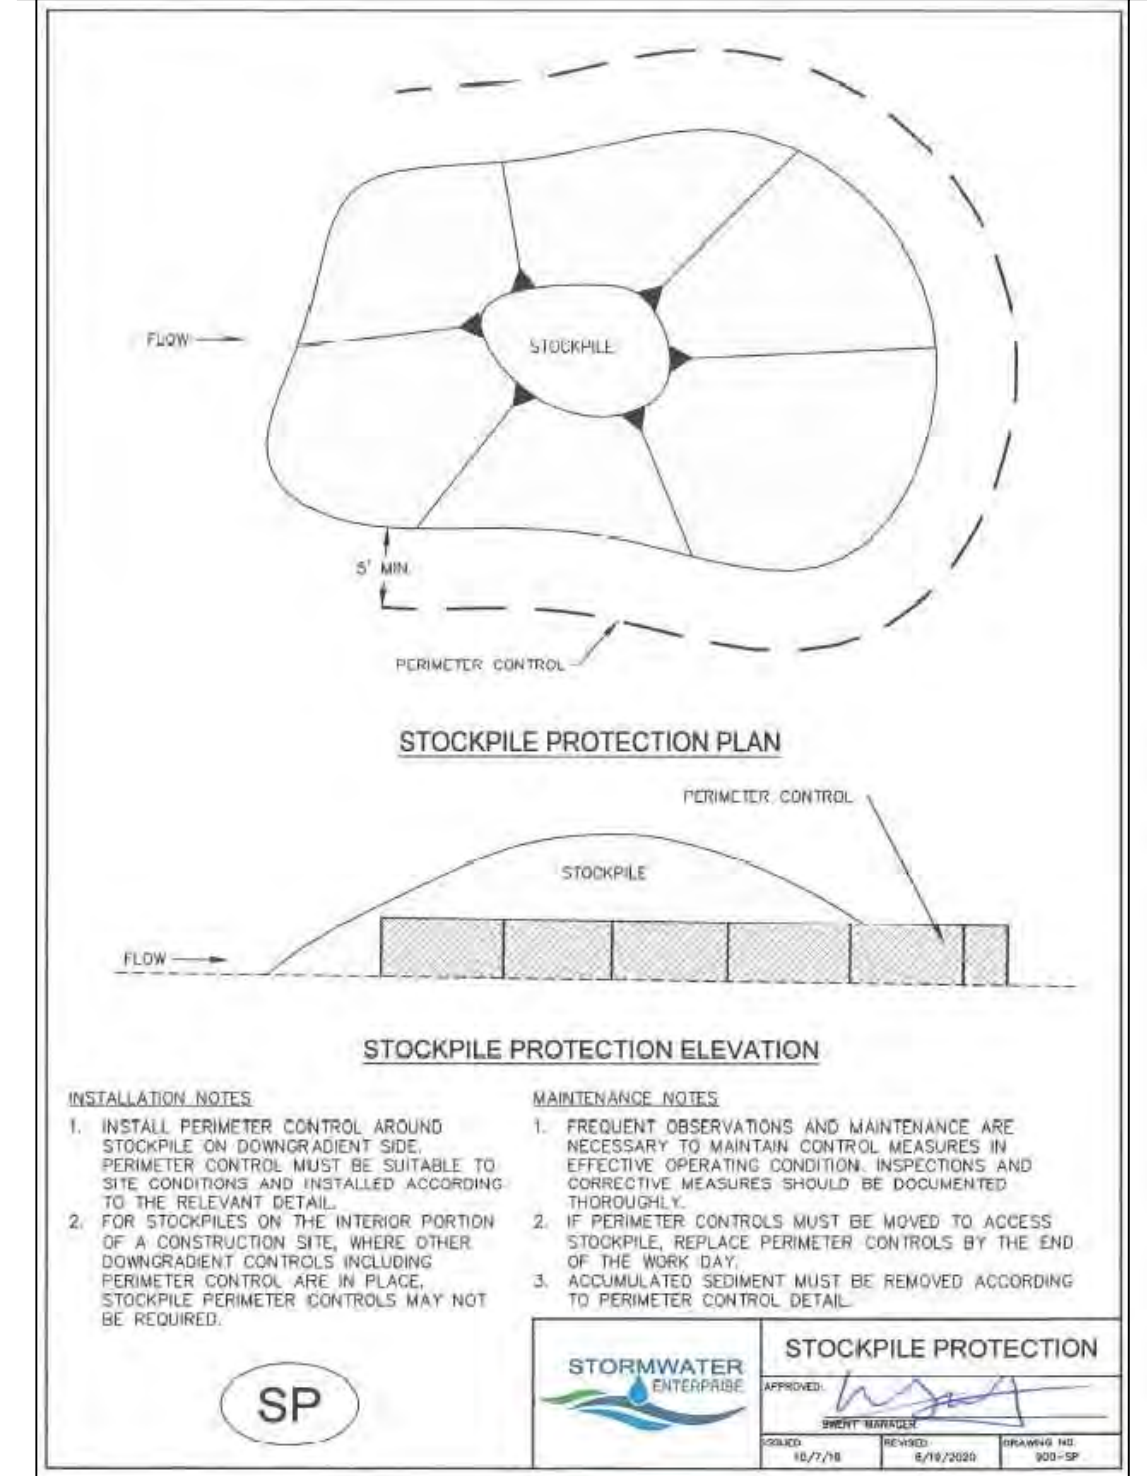 FLOW
STOCKPILE
5' MIN.
PERIMETER CONTROL
STOCKPILE PROTECTION PLAN
PERIMETER CONTROL
STOCKPILE
FLOW
STOCKPILE PROTECTION ELEVATION
INSTALLATION NOTES
1. INSTALL PERIMETER CONTROL AROUND
STOCKPILE ON DOWNGRADIENT SIDE.
PERIMETER CONTROL MUST BE SUITABLE TO
SITE CONDITIONS AND INSTALLED ACCORDING
TO THE RELEVANT DETAIL.
2. FOR STOCKPILES ON THE INTERIOR PORTION
OF A CONSTRUCTION SITE, WHERE OTHER
DOWNGRADIENT CONTROLS INCLUDING
PERIMETER CONTROL ARE IN PLACE,
STOCKPILE PERIMETER CONTROLS MAY NOT
BE REQUIRED.
MAINTENANCE NOTES
1. FREQUENT OBSERVATIONS AND MAINTENANCE ARE
NECESSARY TO MAINTAIN CONTROL MEASURES IN
EFFECTIVE OPERATING CONDITION. INSPECTIONS AND
CORRECTIVE MEASURES SHOULD BE DOCUMENTED
THOROUGHLY.
2. IF PERIMETER CONTROLS MUST BE MOVED TO ACCESS
STOCKPILE, REPLACE PERIMETER CONTROLS BY THE END
OF THE WORK DAY.
3. ACCUMULATED SEDIMENT MUST BE REMOVED ACCORDING
TO PERIMETER CONTROL DETAIL.
SP
STORMWATER
ENTERPRISE
STOCKPILE PROTECTION
APPROVED:
SWENT MANAGER
ISSUED: REVISED: DRAWING NO.
10/7/16 6/19/2020 900-SP